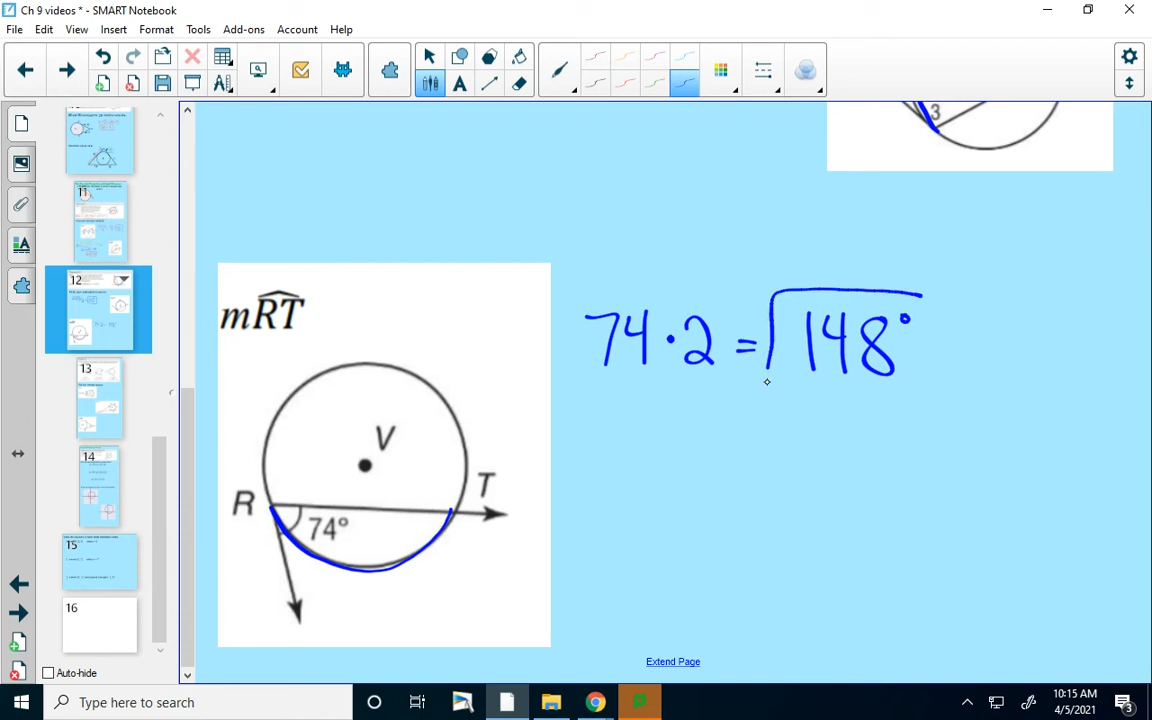 Ch 9 videos * - SMART Notebook
File Edit View Insert Format Tools Add-ons Account Help
3
11
12
13
14
15
16
mRT
V
R
T
74°
74 · 2 = 148°
Extend Page
Auto-hide
Type here to search
10:15 AM
4/5/2021
3